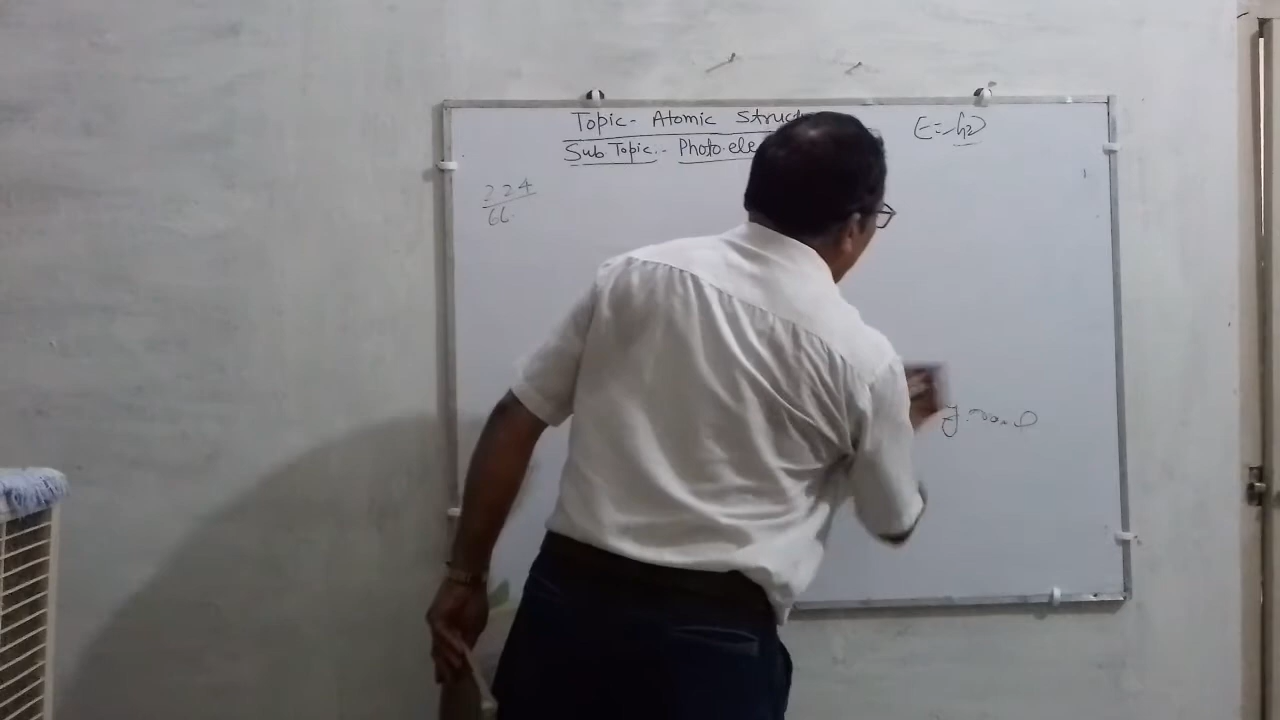 Topic- Atomic Struct
Sub Topic:- Photo-ele
E=hν
224
66